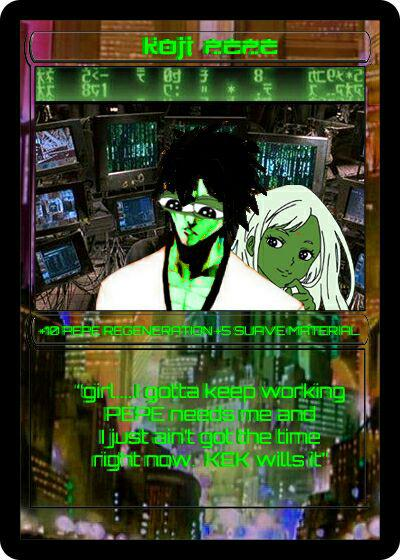 Koji PEPE
+10 PEPE REGENERATION +5 SUAVE MATERIAL
"girl....I gotta keep working
PEPE needs me and
I just ain't got the time
right now.  KEK wills it"